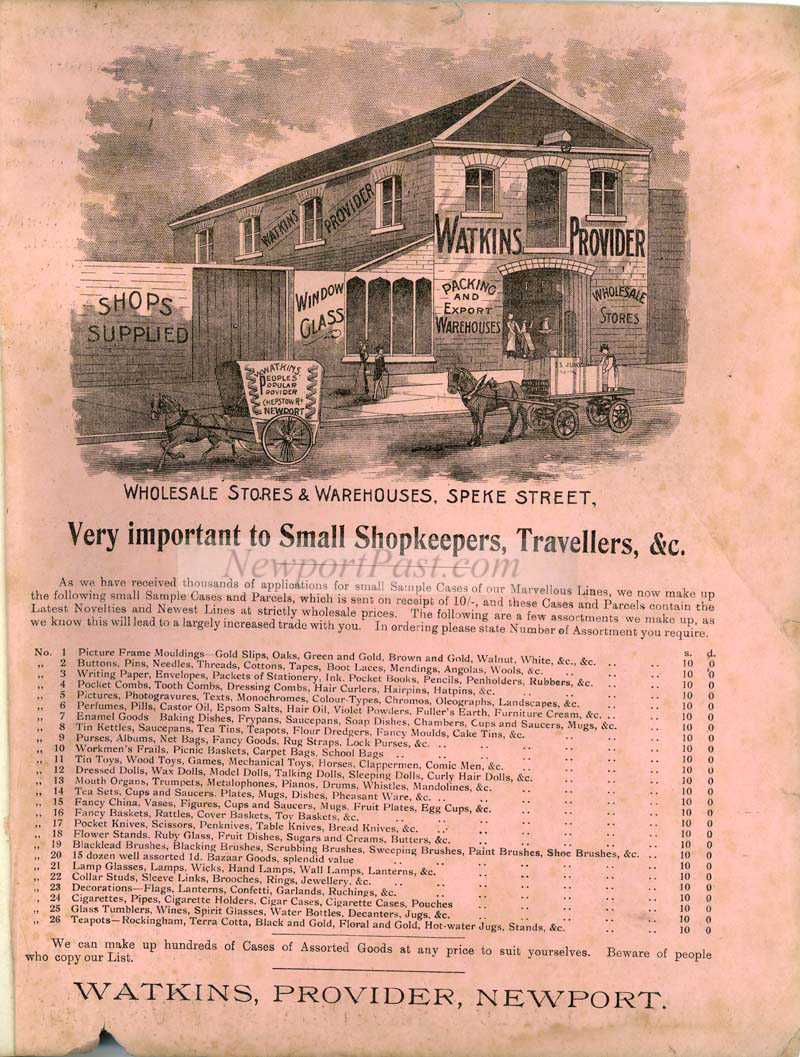 WATKINS PROVIDER
WATKINS PROVIDER
SHOPS
SUPPLIED
WINDOW
GLASS
PACKING
AND
EXPORT
WAREHOUSES
WHOLESALE
STORES
WATKINS
PEOPLES
POPULAR
PROVIDER
CHEPSTOW RD
NEWPORT
WHOLESALE STORES & WAREHOUSES, SPEKE STREET,
Very important to Small Shopkeepers, Travellers, &c.
NewportPast.com
As we have received thousands of applications for small Sample Cases of our Marvellous Lines, we now make up
the following small Sample Cases and Parcels, which is sent on receipt of 10/-, and these Cases and Parcels contain the
Latest Novelties and Newest Lines at strictly wholesale prices. The following are a few assortments we make up, as
we know this will lead to a largely increased trade with you. In ordering please state Number of Assortment you require.
s. d.
No. 1 Picture Frame Mouldings—Gold Slips, Oaks, Green and Gold, Brown and Gold, Walnut, White, &c., &c. .. .. 10 0
„ 2 Buttons, Pins, Needles, Threads, Cottons, Tapes, Boot Laces, Mendings, Angolas, Wools, &c. .. .. 10 0
„ 3 Writing Paper, Envelopes, Packets of Stationery, Ink, Pocket Books, Pencils, Penholders, Rubbers, &c. .. .. 10 0
„ 4 Pocket Combs, Tooth Combs, Dressing Combs, Hair Curlers, Hairpins, Hatpins, &c. .. .. 10 0
„ 5 Pictures, Photogravures, Texts, Monochromes, Colour-Types, Chromos, Oleographs, Landscapes, &c. .. .. 10 0
„ 6 Perfumes, Pills, Castor Oil, Epsom Salts, Hair Oil, Violet Powders, Fuller's Earth, Furniture Cream, &c. .. .. 10 0
„ 7 Enamel Goods Baking Dishes, Frypans, Saucepans, Soap Dishes, Chambers, Cups and Saucers, Mugs, &c. .. 10 0
„ 8 Tin Kettles, Saucepans, Tea Tins, Teapots, Flour Dredgers, Fancy Moulds, Cake Tins, &c. .. .. 10 0
„ 9 Purses, Albums, Net Bags, Fancy Goods, Rug Straps, Lock Purses, &c. .. .. 10 0
„ 10 Workmen's Frails, Picnic Baskets, Carpet Bags, School Bags .. .. 10 0
„ 11 Tin Toys, Wood Toys, Games, Mechanical Toys, Horses, Clappermen, Comic Men, &c. .. .. 10 0
„ 12 Dressed Dolls, Wax Dolls, Model Dolls, Talking Dolls, Sleeping Dolls, Curly Hair Dolls, &c. .. .. 10 0
„ 13 Mouth Organs, Trumpets, Metalophones, Pianos, Drums, Whistles, Mandolines, &c. .. .. 10 0
„ 14 Tea Sets, Cups and Saucers, Plates, Mugs, Dishes, Pheasant Ware, &c. .. .. 10 0
„ 15 Fancy China, Vases, Figures, Cups and Saucers, Mugs, Fruit Plates, Egg Cups, &c. .. .. 10 0
„ 16 Fancy Baskets, Rattles, Cover Baskets, Toy Baskets, &c. .. .. 10 0
„ 17 Pocket Knives, Scissors, Penknives, Table Knives, Bread Knives, &c. .. .. 10 0
„ 18 Flower Stands, Ruby Glass, Fruit Dishes, Sugars and Creams, Butters, &c. .. .. 10 0
„ 19 Blacklead Brushes, Blacking Brushes, Scrubbing Brushes, Sweeping Brushes, Paint Brushes, Shoe Brushes, &c. .. 10 0
„ 20 15 dozen well assorted 1d. Bazaar Goods, splendid value .. .. 10 0
„ 21 Lamp Glasses, Lamps, Wicks, Hand Lamps, Wall Lamps, Lanterns, &c. .. .. 10 0
„ 22 Collar Studs, Sleeve Links, Brooches, Rings, Jewellery, &c. .. .. 10 0
„ 23 Decorations—Flags, Lanterns, Confetti, Garlands, Ruchings, &c. .. .. 10 0
„ 24 Cigarettes, Pipes, Cigarette Holders, Cigar Cases, Cigarette Cases, Pouches .. .. 10 0
„ 25 Glass Tumblers, Wines, Spirit Glasses, Water Bottles, Decanters, Jugs, &c. .. .. 10 0
„ 26 Teapots—Rockingham, Terra Cotta, Black and Gold, Floral and Gold, Hot-water Jugs, Stands, &c. .. .. 10 0
We can make up hundreds of Cases of Assorted Goods at any price to suit yourselves. Beware of people
who copy our List.
WATKINS, PROVIDER, NEWPORT.